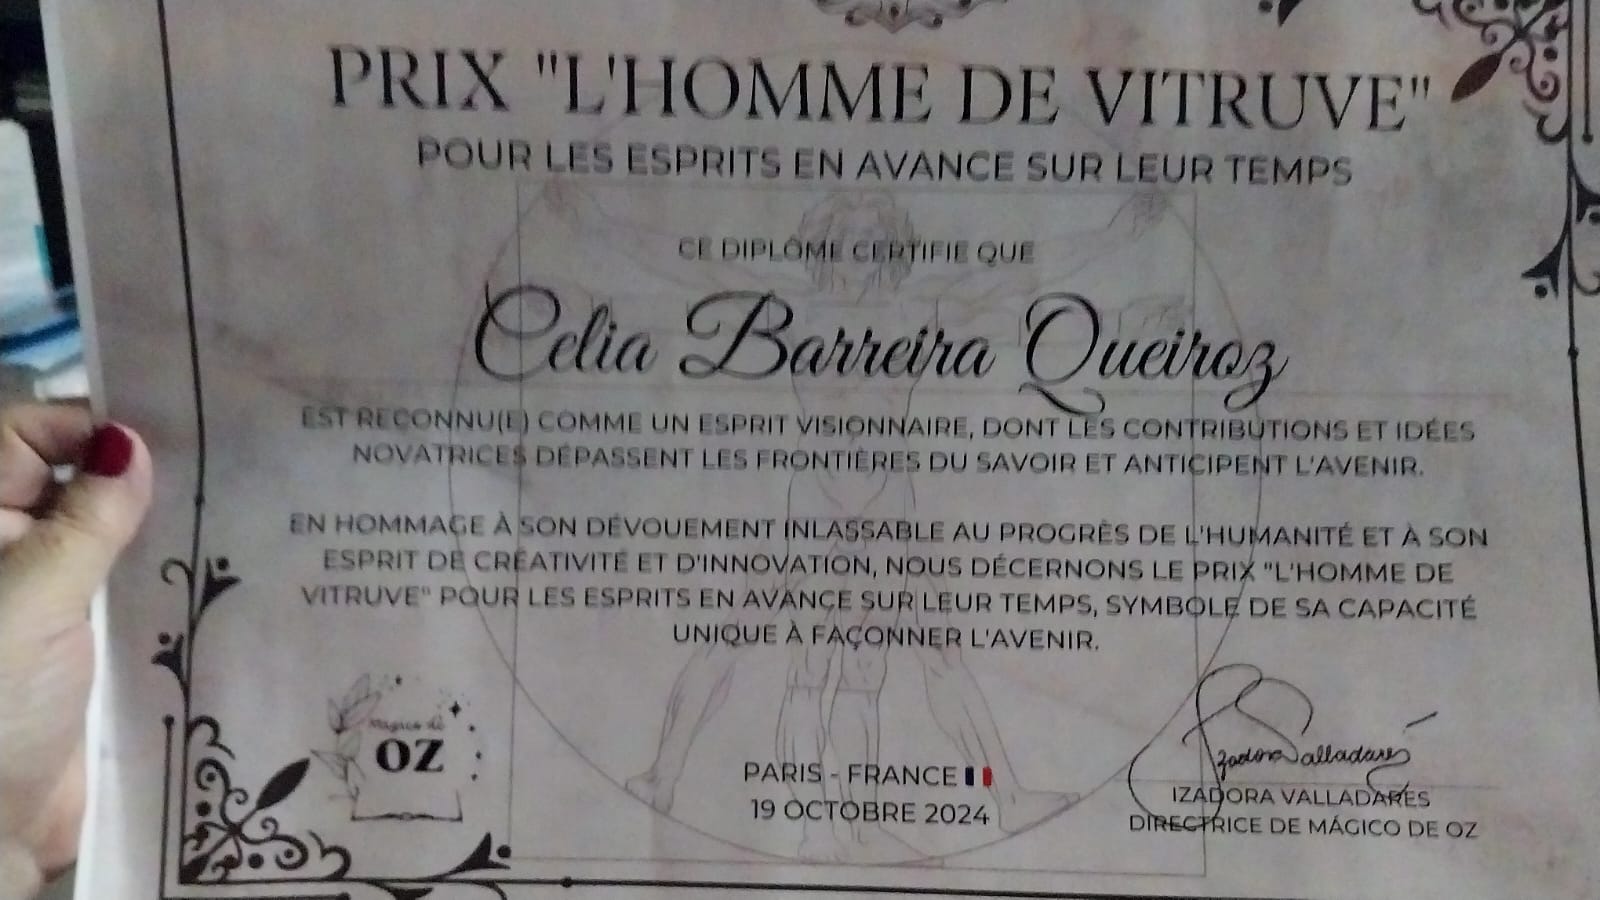 PRIX "L'HOMME DE VITRUVE"
POUR LES ESPRITS EN AVANCE SUR LEUR TEMPS
CE DIPLÔME CERTIFIE QUE
Celia Barreira Queiroz
EST RECONNU(E) COMME UN ESPRIT VISIONNAIRE, DONT LES CONTRIBUTIONS ET IDÉES
NOVATRICES DÉPASSENT LES FRONTIÈRES DU SAVOIR ET ANTICIPENT L'AVENIR.
EN HOMMAGE À SON DÉVOUEMENT INLASSABLE AU PROGRÈS DE L'HUMANITÉ ET À SON
ESPRIT DE CRÉATIVITÉ ET D'INNOVATION, NOUS DÉCERNONS LE PRIX "L'HOMME DE
VITRUVE" POUR LES ESPRITS EN AVANCE SUR LEUR TEMPS, SYMBOLE DE SA CAPACITÉ
UNIQUE À FAÇONNER L'AVENIR.
Mágico de
OZ
PARIS - FRANCE
19 OCTOBRE 2024
Izadora Valladares
IZADORA VALLADARES
DIRECTRICE DE MÁGICO DE OZ